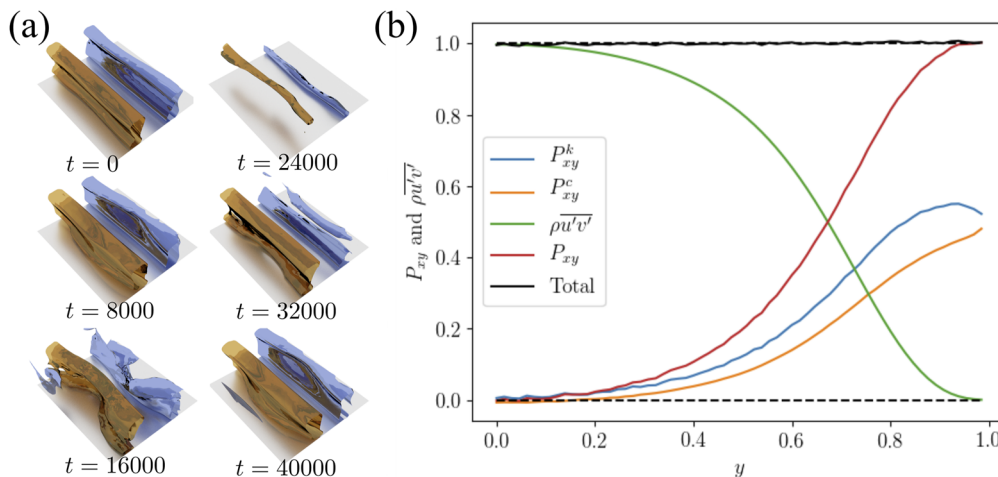 (a)
t = 0
t = 24000
t = 8000
t = 32000
t = 16000
t = 40000
(b)
P_{xy} and \overline{ρu'v'}
1.0
0.8
0.6
0.4
0.2
0.0
P^k_{xy}
P^c_{xy}
ρ\overline{u'v'}
P_{xy}
Total
0.0 0.2 0.4 0.6 0.8 1.0
y